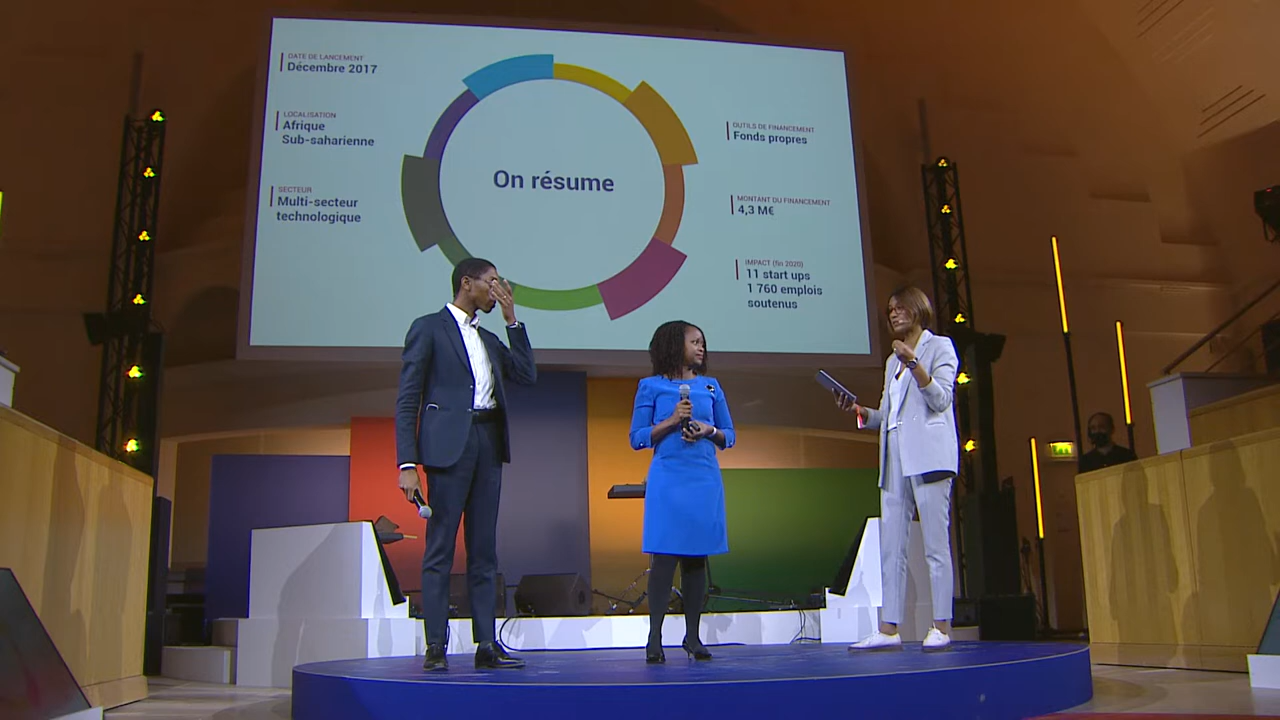 DATE DE LANCEMENT
Décembre 2017
LOCALISATION
Afrique
Sub-saharienne
SECTEUR
Multi-secteur
technologique
On résume
OUTILS DE FINANCEMENT
Fonds propres
MONTANT DU FINANCEMENT
4,3 M€
IMPACT (fin 2020)
11 start ups
1 760 emplois
soutenus